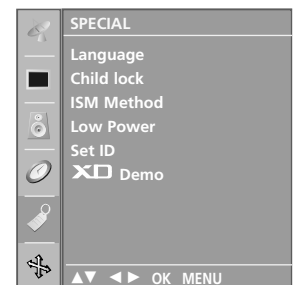 SPECIAL
Language
Child lock
ISM Method
Low Power
Set ID
XD Demo
▲▼ ◄► OK MENU